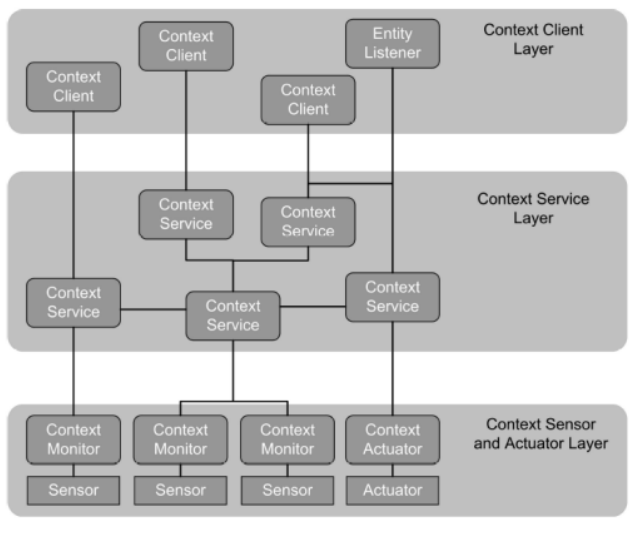 Context
Client
Entity
Listener
Context Client
Layer
Context
Client
Context
Client
Context
Service
Context
Service
Context Service
Layer
Context
Service
Context
Service
Context
Service
Context
Monitor
Context
Monitor
Context
Monitor
Context
Actuator
Context Sensor
and Actuator Layer
Sensor
Sensor
Sensor
Actuator